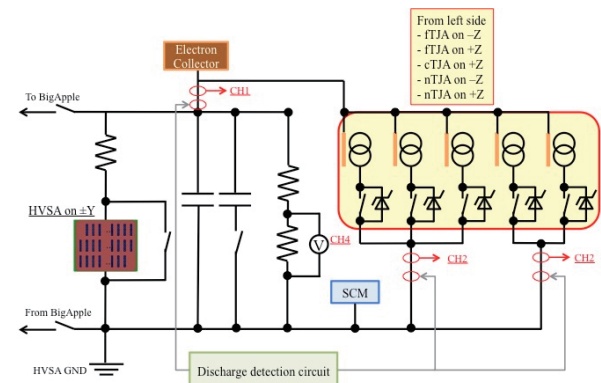 From left side
- fTJA on –Z
- fTJA on +Z
- cTJA on +Z
- nTJA on –Z
- nTJA on +Z
Electron
Collector
CH1
To BigApple
HVSA on ±Y
V
CH4
CH2
CH2
SCM
From BigApple
HVSA GND
Discharge detection circuit